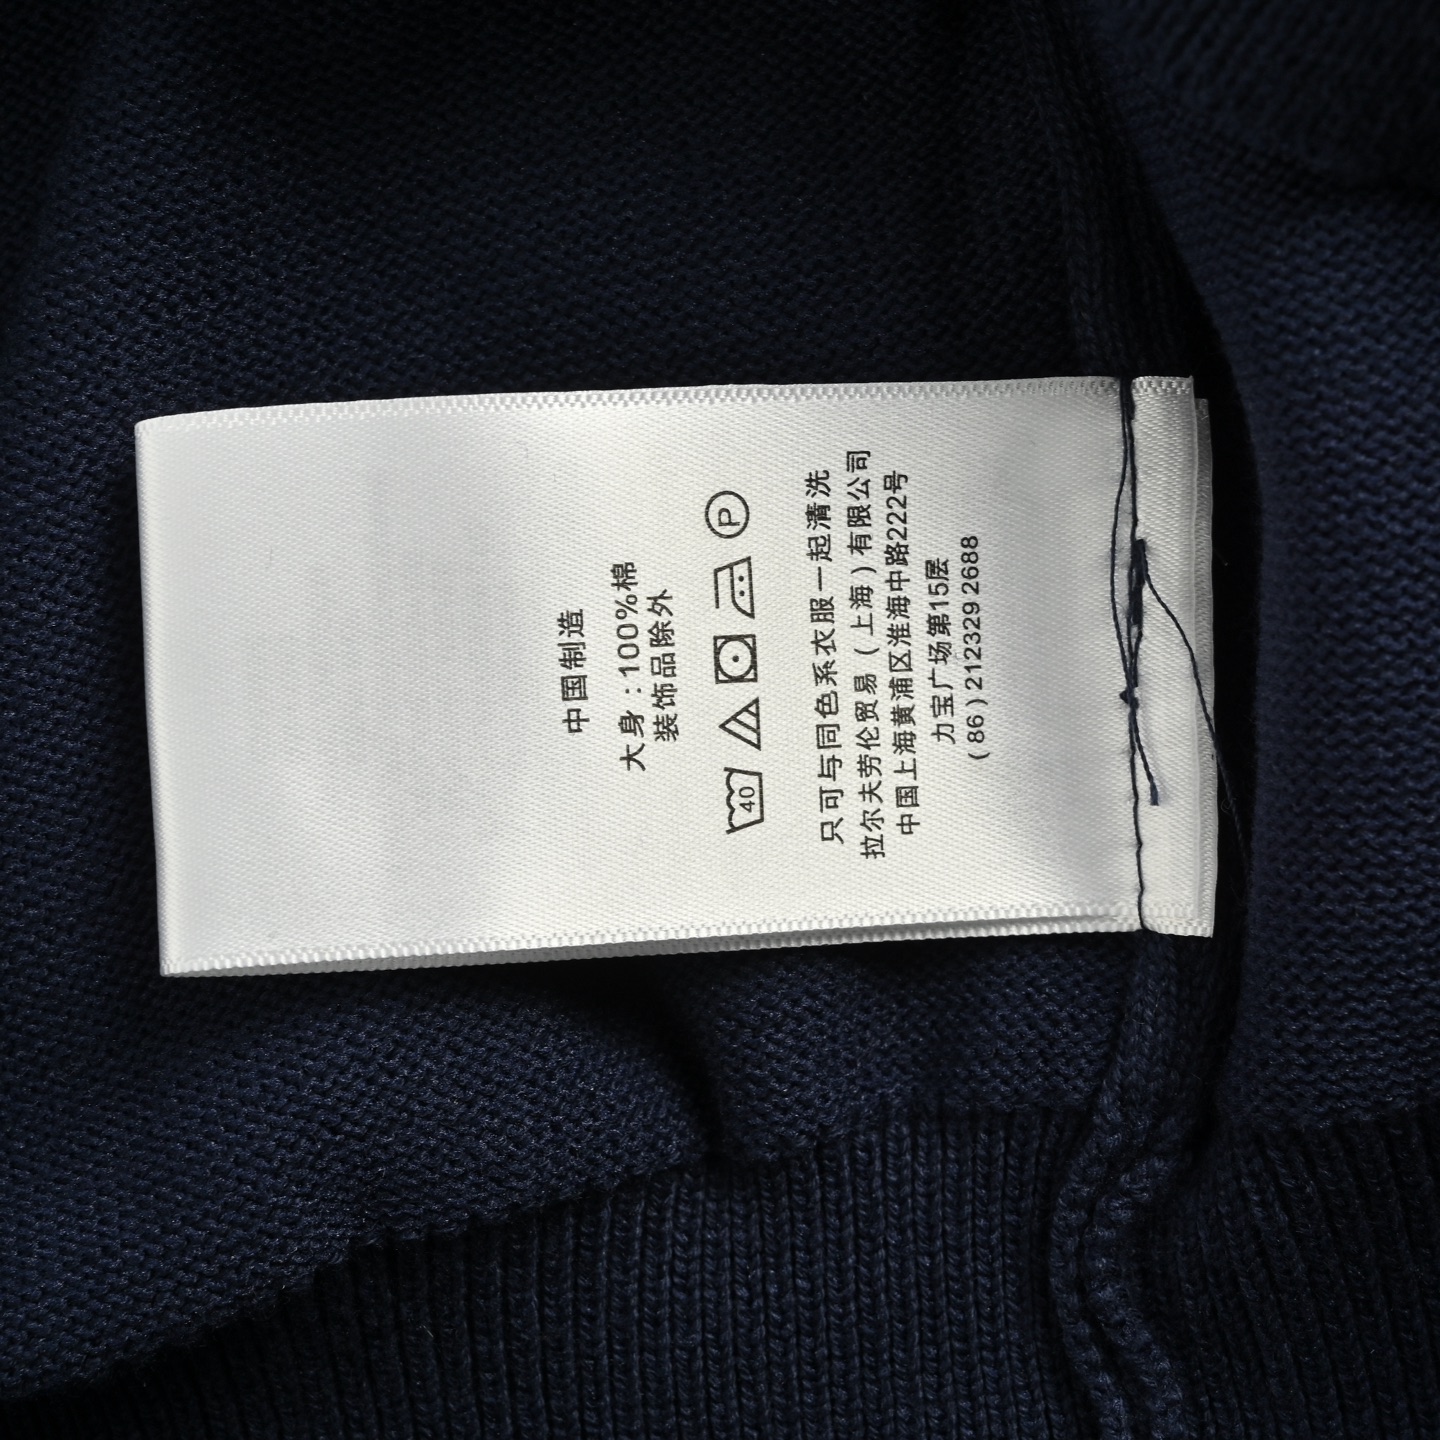 中国制造
大身：100%棉
装饰品除外
40 P
只可与同色系衣服一起清洗
拉尔夫劳伦贸易（上海）有限公司
中国上海黄浦区淮海中路222号
力宝广场第15层
(86)21 2329 2688